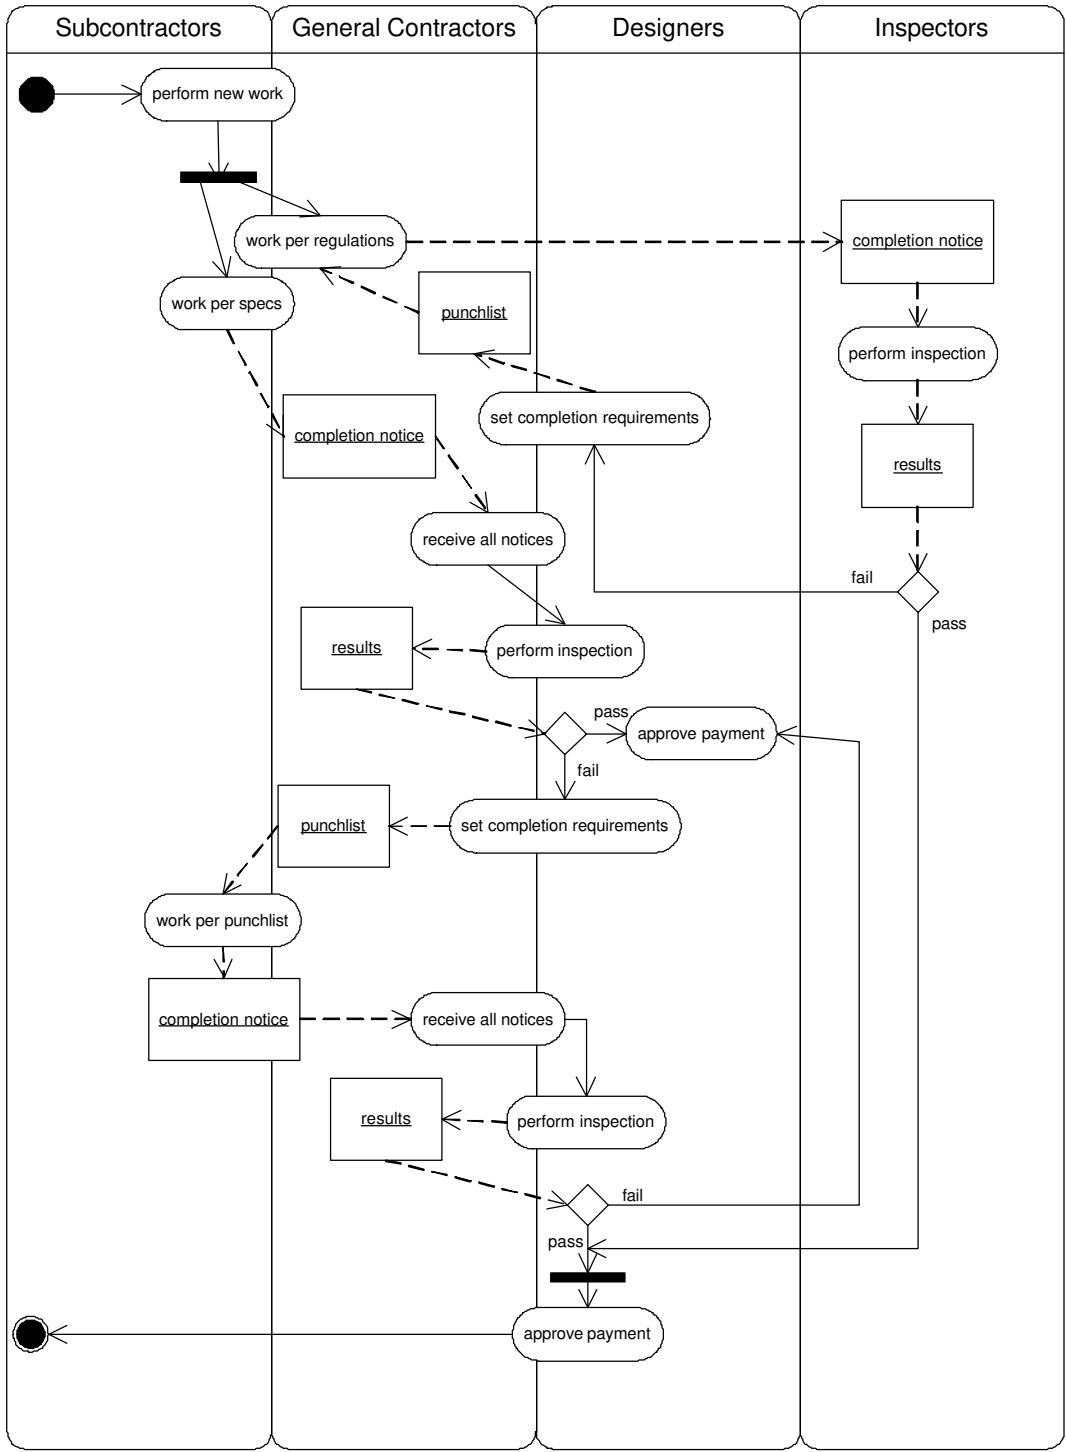 Subcontractors
General Contractors
Designers
Inspectors
perform new work
work per regulations
completion notice
work per specs
punchlist
perform inspection
set completion requirements
completion notice
results
receive all notices
fail
pass
results
perform inspection
pass
approve payment
fail
punchlist
set completion requirements
work per punchlist
completion notice
receive all notices
results
perform inspection
fail
pass
approve payment